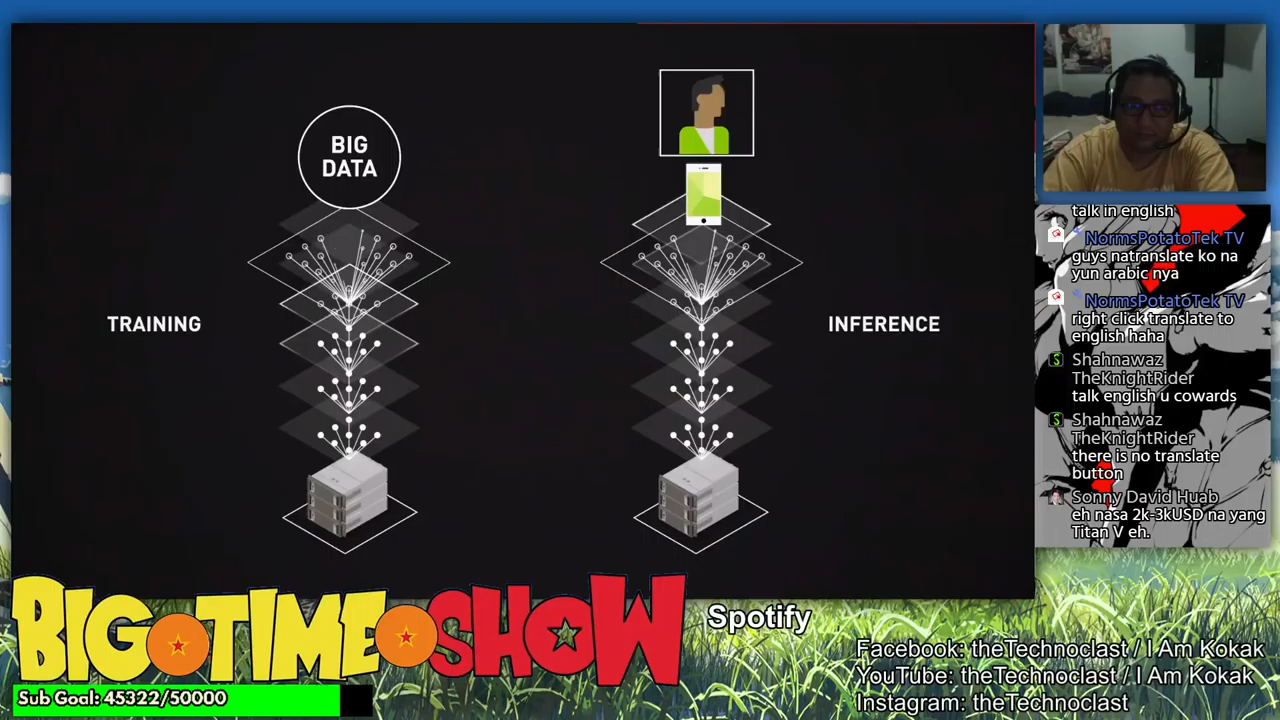 BIG
DATA
TRAINING
INFERENCE
talk in english
NormsPotatoTek TV
guys natranslate ko na
yun arabic nya
NormsPotatoTek TV
right click translate to
english haha
Shahnawaz
TheKnightRider
talk english u cowards
Shahnawaz
TheKnightRider
there is no translate
button
Sonny David Huab
eh nasa 2k-3kUSD na yang
Titan V eh.
BIG TIME SHOW
Spotify
Sub Goal: 45322/50000
Facebook: theTechnoclast / I Am Kokak
YouTube: theTechnoclast / I Am Kokak
Instagram: theTechnoclast